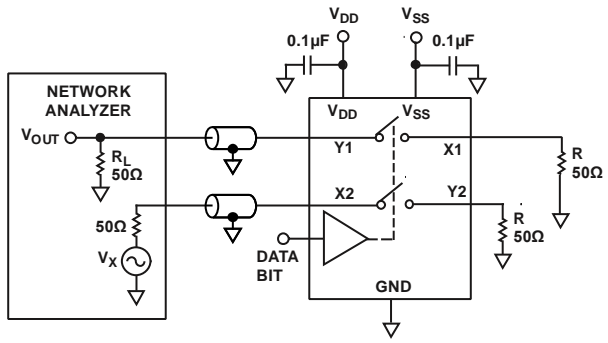 VDD VSS
0.1µF 0.1µF
NETWORK
ANALYZER
VDD VSS
VOUT
Y1 X1
RL
50Ω
R
50Ω
X2 Y2
50Ω
R
50Ω
VX
DATA
BIT
GND